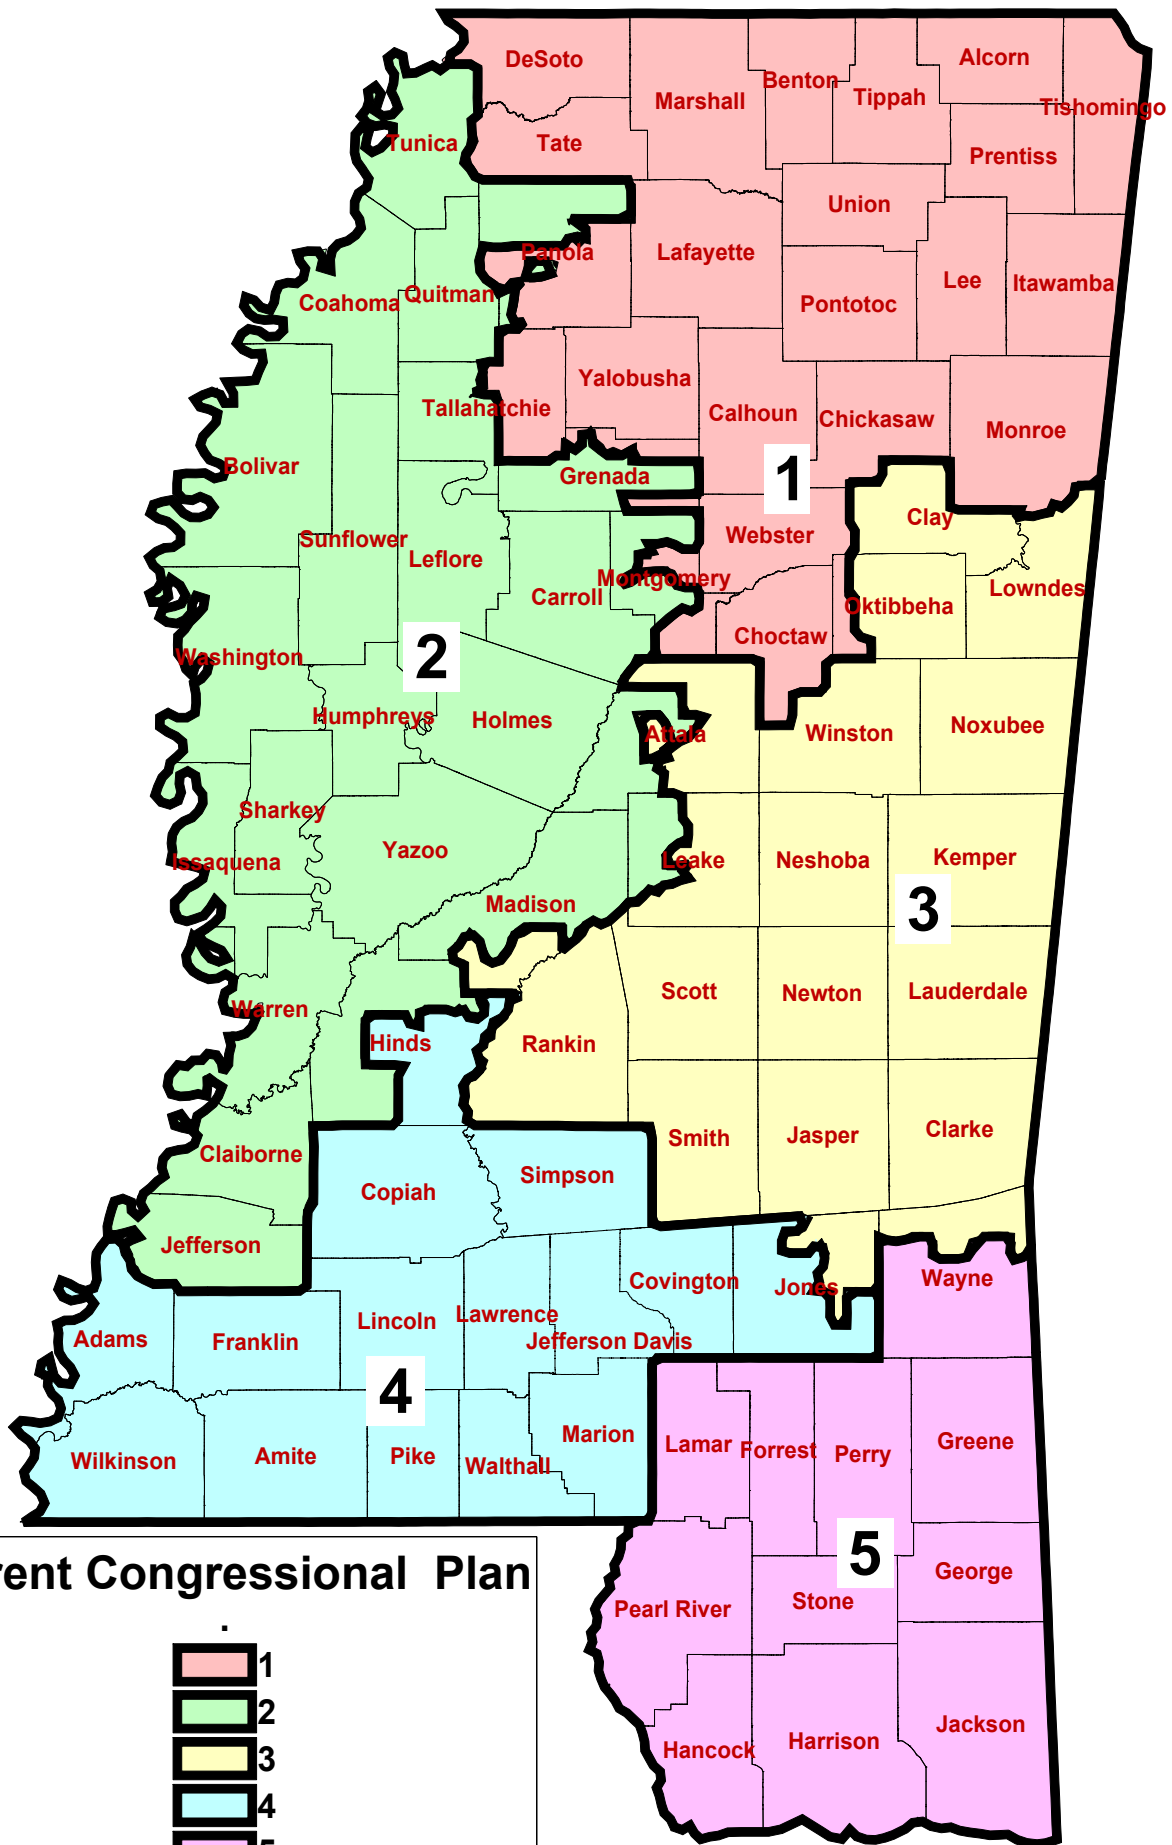 DeSoto
Alcorn
Benton
Marshall
Tippah
Tishomingo
Tunica
Tate
Prentiss
Union
Panola
Lafayette
Lee
Itawamba
Coahoma
Quitman
Pontotoc
Yalobusha
Tallahatchie
Calhoun
Chickasaw
Monroe
Bolivar
Grenada
1
Clay
Sunflower
Leflore
Webster
Montgomery
Carroll
Lowndes
Oktibbeha
Choctaw
Washington
2
Humphreys
Holmes
Attala
Winston
Noxubee
Sharkey
Yazoo
Issaquena
Leake
Neshoba
Kemper
Madison
3
Warren
Scott
Newton
Lauderdale
Hinds
Rankin
Smith
Jasper
Clarke
Claiborne
Simpson
Copiah
Jefferson
Covington
Jones
Wayne
Adams
Franklin
Lincoln
Lawrence
Jefferson Davis
4
Wilkinson
Amite
Pike
Walthall
Marion
Lamar
Forrest
Perry
Greene
5
George
Pearl River
Stone
Hancock
Harrison
Jackson
rent Congressional Plan
.
1
2
3
4